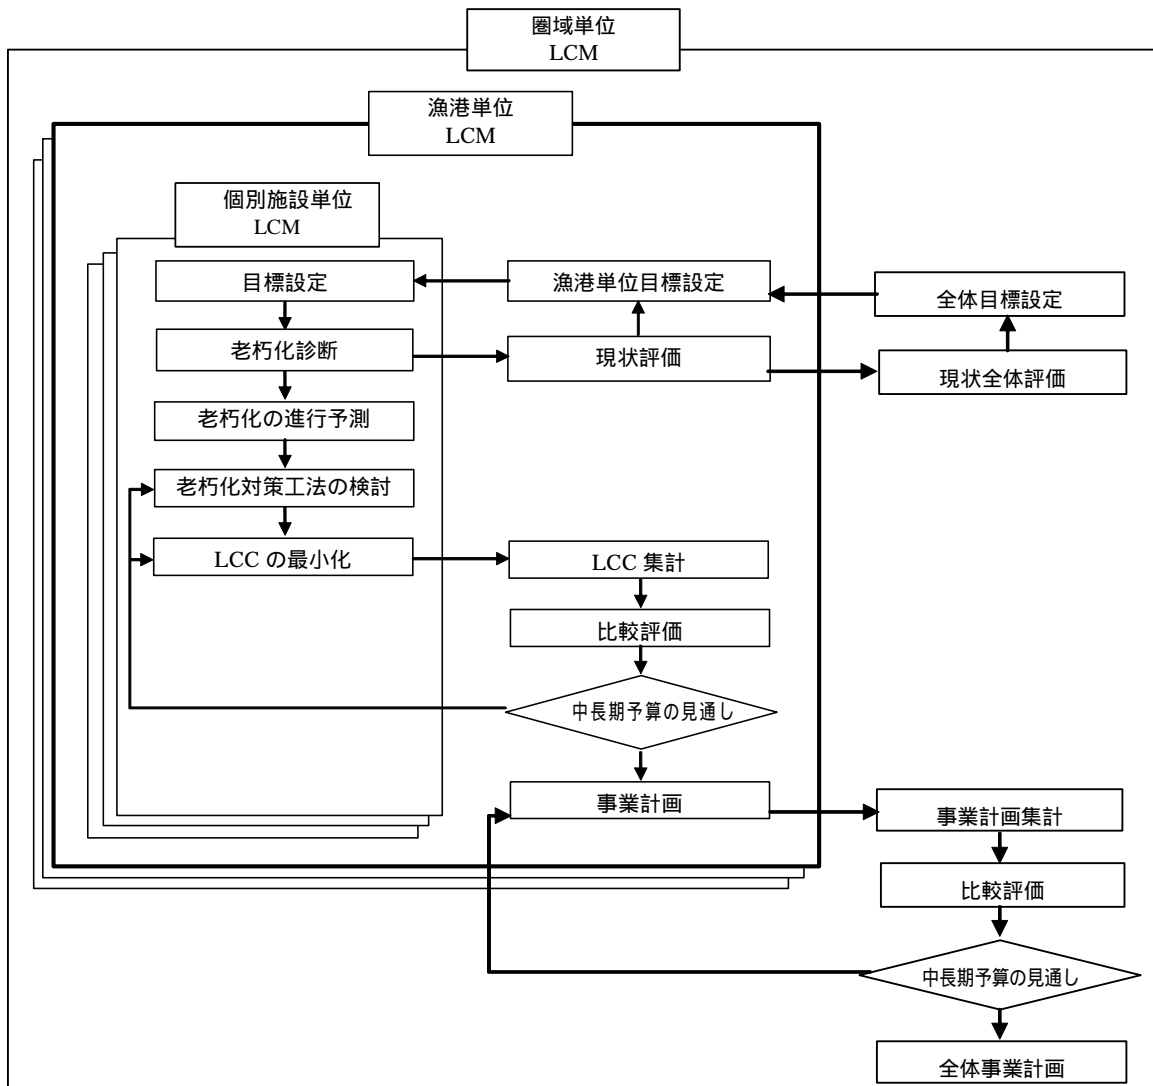 圏域単位
LCM
漁港単位
LCM
個別施設単位
LCM
目標設定
漁港単位目標設定
全体目標設定
老朽化診断
現状評価
現状全体評価
老朽化の進行予測
老朽化対策工法の検討
LCC の最小化
LCC 集計
比較評価
中長期予算の見通し
事業計画
事業計画集計
比較評価
中長期予算の見通し
全体事業計画